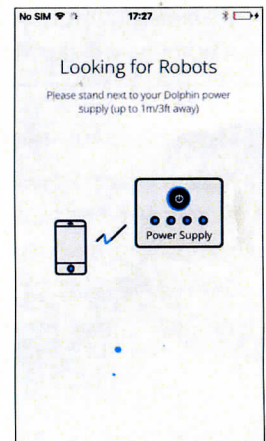 No SIM 17:27
Looking for Robots
Please stand next to your Dolphin power
supply (up to 1m/3ft away)
Power Supply